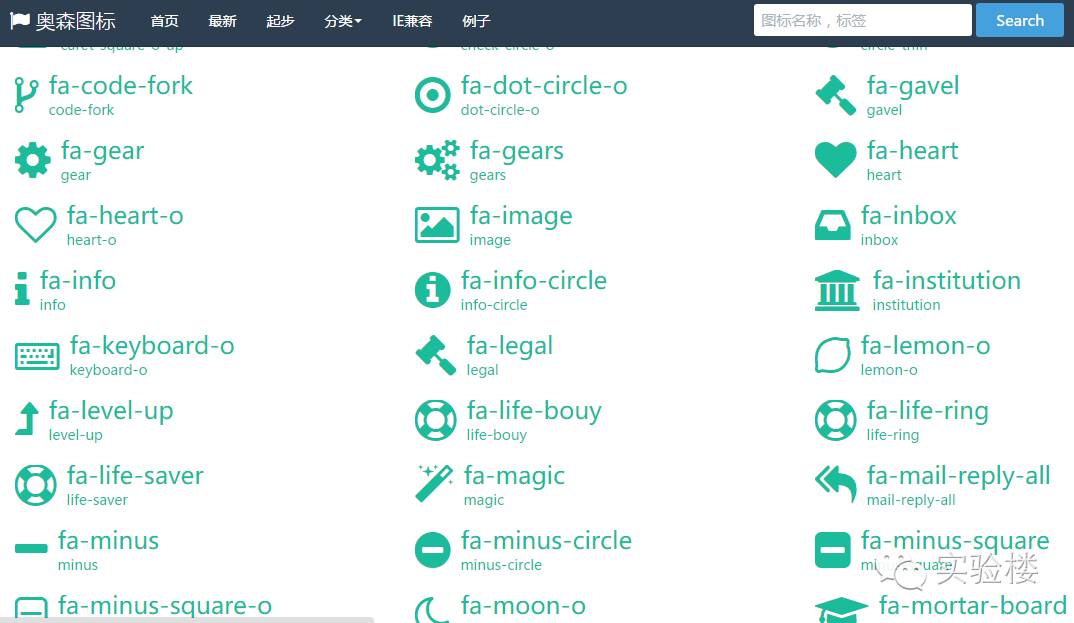 奥森图标 首页 最新 起步 分类 IE兼容 例子 图标名称，标签 Search
caret-square-o-up check-circle-o circle-thin
fa-code-fork fa-dot-circle-o fa-gavel
code-fork dot-circle-o gavel
fa-gear fa-gears fa-heart
gear gears heart
fa-heart-o fa-image fa-inbox
heart-o image inbox
fa-info fa-info-circle fa-institution
info info-circle institution
fa-keyboard-o fa-legal fa-lemon-o
keyboard-o legal lemon-o
fa-level-up fa-life-bouy fa-life-ring
level-up life-bouy life-ring
fa-life-saver fa-magic fa-mail-reply-all
life-saver magic mail-reply-all
fa-minus fa-minus-circle fa-minus-square
minus minus-circle minus-square
实验楼
fa-minus-square-o fa-moon-o fa-mortar-board